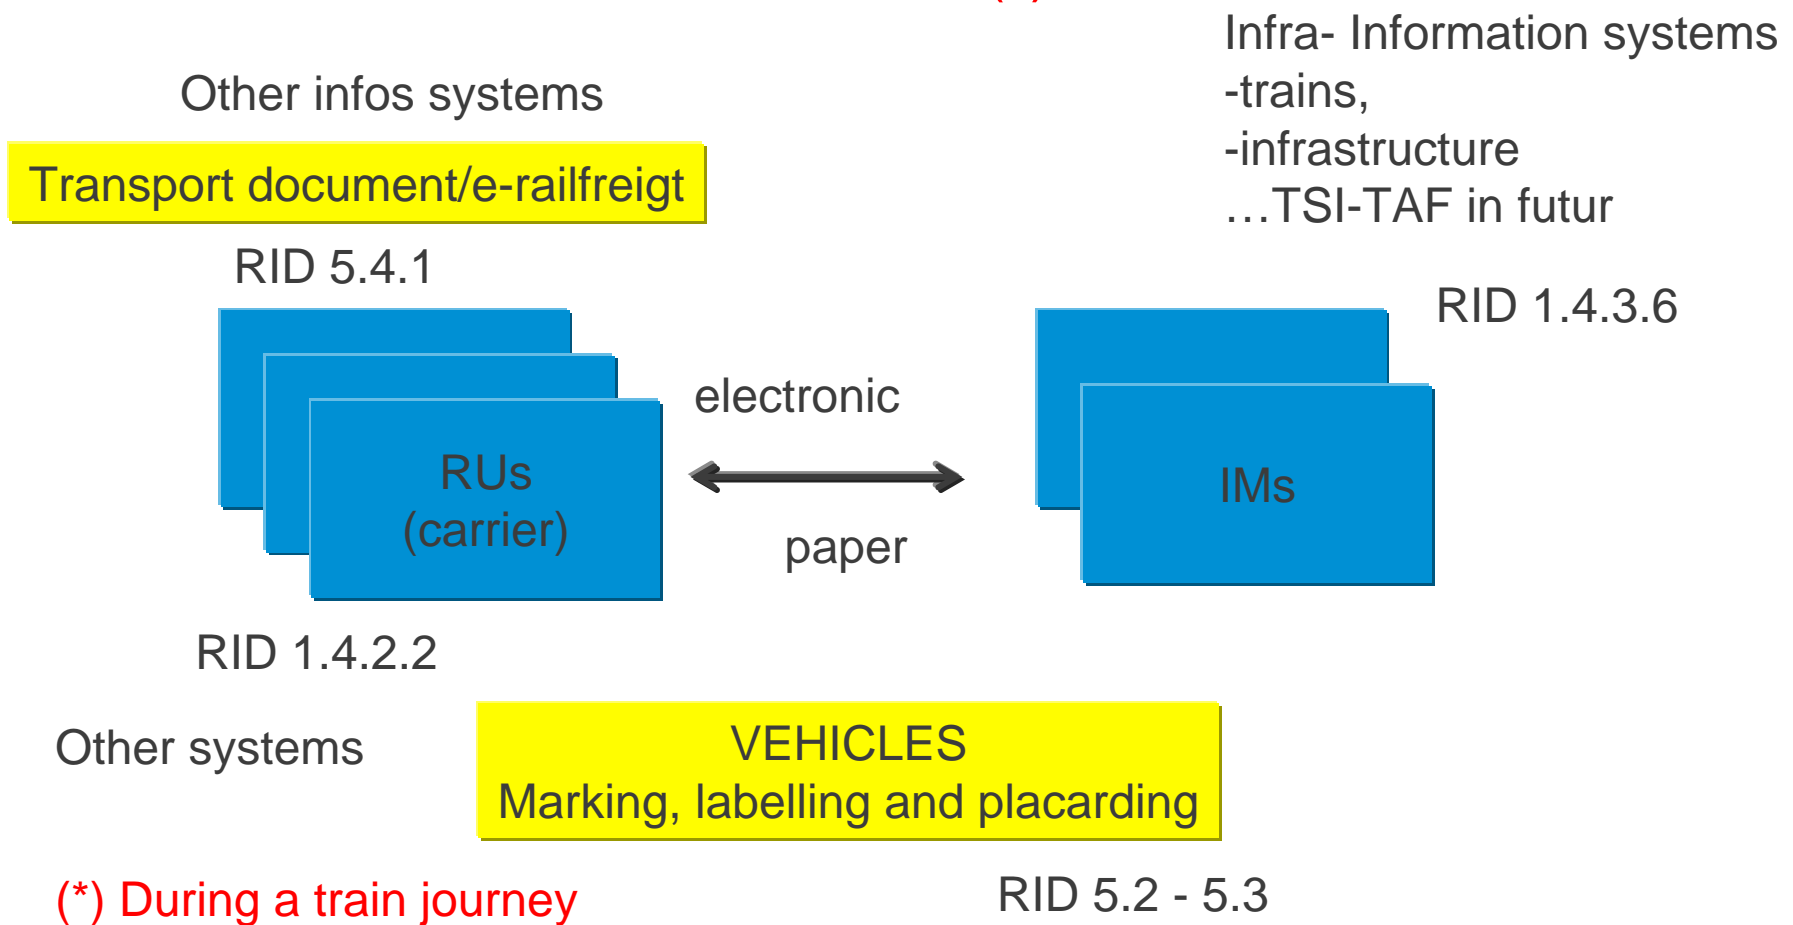 Infra- Information systems
-trains,
-infrastructure
…TSI-TAF in futur
Other infos systems
Transport document/e-railfreigt
RID 5.4.1
RID 1.4.3.6
electronic
RUs
(carrier)
IMs
paper
RID 1.4.2.2
Other systems
VEHICLES
Marking, labelling and placarding
(*) During a train journey
RID 5.2 - 5.3